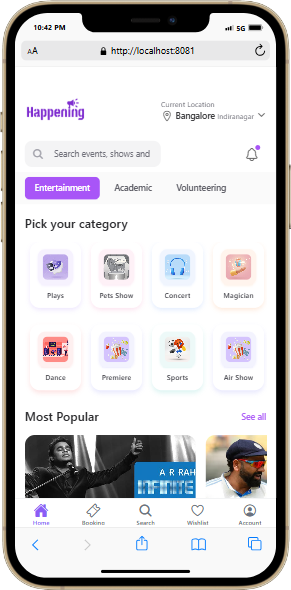 10:42 PM
5G
AA
http://localhost:8081
Happening
Current Location
Bangalore Indiranagar
Search events, shows and
Entertainment Academic Volunteering
Pick your category
Plays Pets Show Concert Magician
Dance Premiere Sports Air Show
Most Popular See all
A R RAH
INFINITE
Home Booking Search Wishlist Account